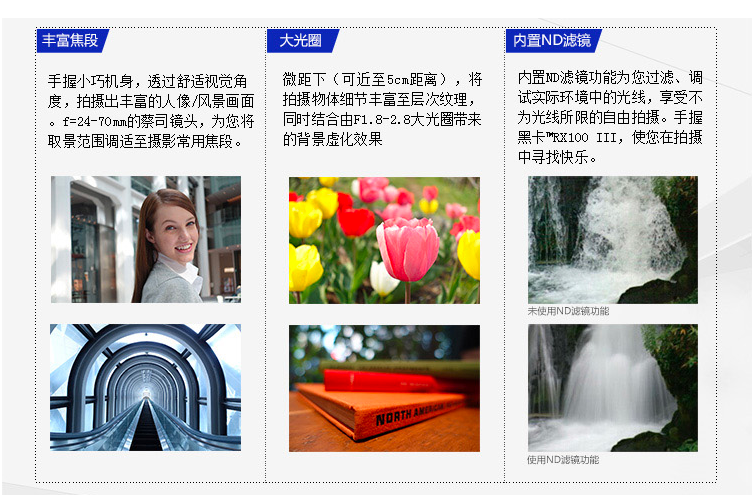 丰富焦段
手握小巧机身，透过舒适视觉角
度，拍摄出丰富的人像/风景画面
。f=24-70mm的蔡司镜头，为您将
取景范围调适至摄影常用焦段。
大光圈
微距下（可近至5cm距离），将
拍摄物体细节丰富至层次纹理，
同时结合由F1.8-2.8大光圈带来
的背景虚化效果
NORTH AMERICAN
内置ND滤镜
内置ND滤镜功能为您过滤、调
试实际环境中的光线，享受不
为光线所限的自由拍摄。手握
黑卡™RX100 III，使您在拍摄
中寻找快乐。
未使用ND滤镜功能
使用ND滤镜功能